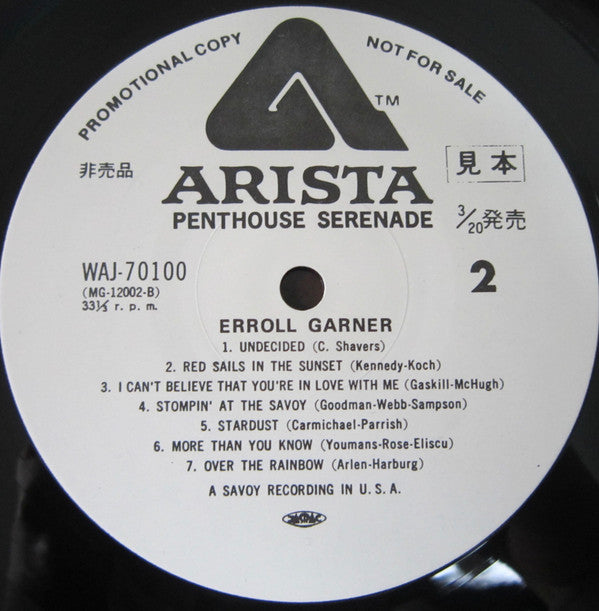 PROMOTIONAL COPY
NOT FOR SALE
TM
非売品
見本
ARISTA
PENTHOUSE SERENADE
3/20発売
WAJ-70100
(MG-12002-B)
33⅓ r. p. m.
2
ERROLL GARNER
1. UNDECIDED (C. Shavers)
2. RED SAILS IN THE SUNSET (Kennedy-Koch)
3. I CAN'T BELIEVE THAT YOU'RE IN LOVE WITH ME (Gaskill-McHugh)
4. STOMPIN' AT THE SAVOY (Goodman-Webb-Sampson)
5. STARDUST (Carmichael-Parrish)
6. MORE THAN YOU KNOW (Youmans-Rose-Eliscu)
7. OVER THE RAINBOW (Arlen-Harburg)
A SAVOY RECORDING IN U. S. A.